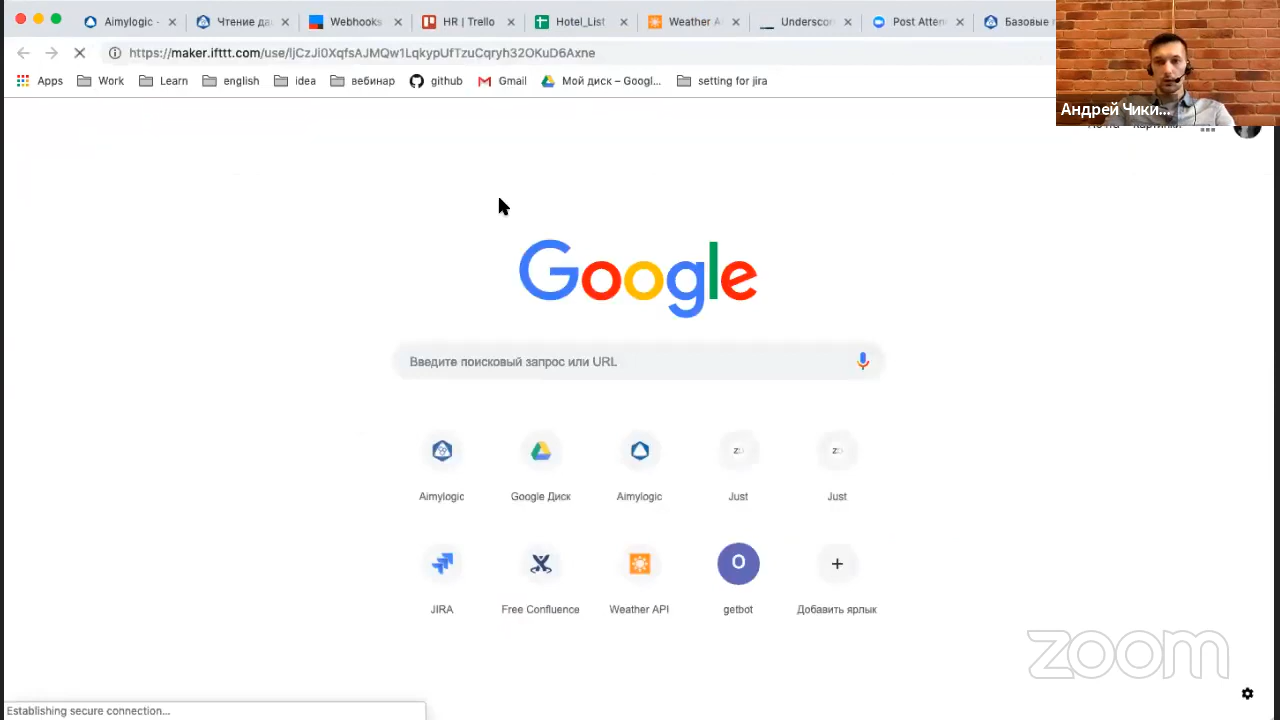 Aimylogic -
Чтение да
Webhooks
HR | Trello
Hotel_List
Weather A
Undersco
Post Atten
Базовые
https://maker.ifttt.com/use/ljCzJi0XqfsAJMQw1LqkypUfTzuCqryh32OKuD6Axne
Apps
Work
Learn
english
idea
вебинар
github
Gmail
Мой диск – Googl...
setting for jira
Андрей Чики...
Google
Введите поисковый запрос или URL
Aimylogic
Google Диск
Aimylogic
Just
Just
JIRA
Free Confluence
Weather API
O
getbot
Добавить ярлык
zoom
Establishing secure connection...